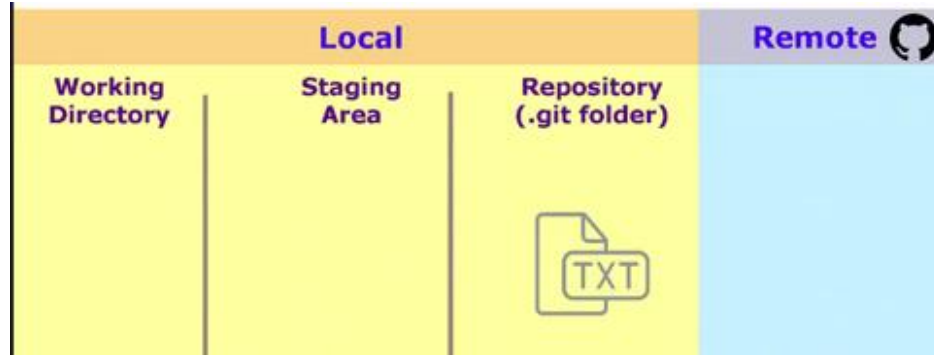 Local
Remote
Working
Directory
Staging
Area
Repository
(.git folder)
TXT